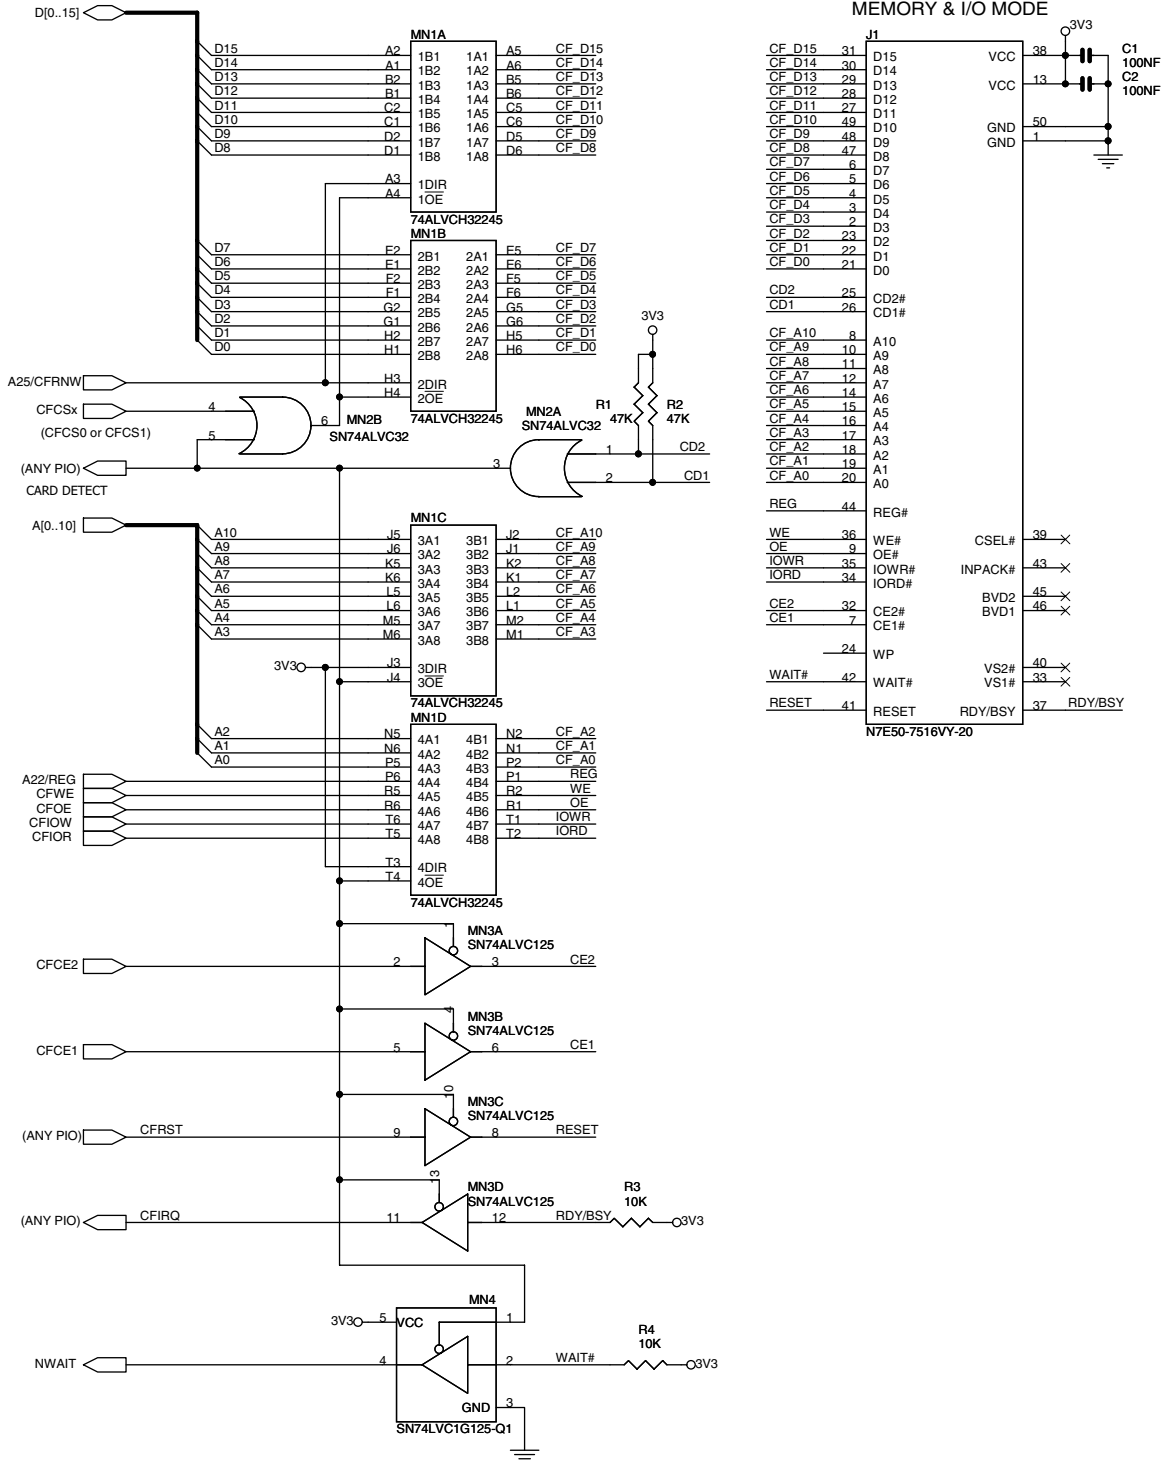 MEMORY & I/O MODE
D[0..15]
MN1A
D15 A2 1B1 1A1 A5 CF_D15
D14 A1 1B2 1A2 A6 CF_D14
D13 B2 1B3 1A3 B5 CF_D13
D12 B1 1B4 1A4 B6 CF_D12
D11 C2 1B5 1A5 C5 CF_D11
D10 C1 1B6 1A6 C6 CF_D10
D9 D2 1B7 1A7 D5 CF_D9
D8 D1 1B8 1A8 D6 CF_D8
A3 1DIR
A4 1OE
74ALVCH32245
MN1B
D7 E2 2B1 2A1 E5 CF_D7
D6 E1 2B2 2A2 E6 CF_D6
D5 F2 2B3 2A3 F5 CF_D5
D4 F1 2B4 2A4 F6 CF_D4
D3 G2 2B5 2A5 G5 CF_D3
D2 G1 2B6 2A6 G6 CF_D2
D1 H2 2B7 2A7 H5 CF_D1
D0 H1 2B8 2A8 H6 CF_D0
A25/CFRNW H3 2DIR
H4 2OE
74ALVCH32245
CFCSx 4
(CFCS0 or CFCS1) 5
6 MN2B
SN74ALVC32
3V3
R1
47K
R2
47K
MN2A
SN74ALVC32
1 CD2
2 CD1
3
(ANY PIO)
CARD DETECT
A[0..10]
MN1C
A10 J5 3A1 3B1 J2 CF_A10
A9 J6 3A2 3B2 J1 CF_A9
A8 K5 3A3 3B3 K2 CF_A8
A7 K6 3A4 3B4 K1 CF_A7
A6 L5 3A5 3B5 L2 CF_A6
A5 L6 3A6 3B6 L1 CF_A5
A4 M5 3A7 3B7 M2 CF_A4
A3 M6 3A8 3B8 M1 CF_A3
3V3 J3 3DIR
J4 3OE
74ALVCH32245
MN1D
A2 N5 4A1 4B1 N2 CF_A2
A1 N6 4A2 4B2 N1 CF_A1
A0 P5 4A3 4B3 P2 CF_A0
A22/REG P6 4A4 4B4 P1 REG
CFWE R5 4A5 4B5 R2 WE
CFOE R6 4A6 4B6 R1 OE
CFIOW T6 4A7 4B7 T1 IOWR
CFIOR T5 4A8 4B8 T2 IORD
T3 4DIR
T4 4OE
74ALVCH32245
1 MN3A
SN74ALVC125
CFCE2 2 3 CE2
4 MN3B
SN74ALVC125
CFCE1 5 6 CE1
10 MN3C
SN74ALVC125
(ANY PIO) CFRST 9 8 RESET
13 MN3D
SN74ALVC125
R3
10K
(ANY PIO) CFIRQ 11 12 RDY/BSY 3V3
MN4
3V3 5 VCC 1
R4
10K
NWAIT 4 2 WAIT# 3V3
GND 3
SN74LVC1G125-Q1
J1
3V3
CF_D15 31 D15 VCC 38 C1
100NF
CF_D14 30 D14
CF_D13 29 D13 VCC 13 C2
100NF
CF_D12 28 D12
CF_D11 27 D11
CF_D10 49 D10 GND 50
CF_D9 48 D9 GND 1
CF_D8 47 D8
CF_D7 6 D7
CF_D6 5 D6
CF_D5 4 D5
CF_D4 3 D4
CF_D3 2 D3
CF_D2 23 D2
CF_D1 22 D1
CF_D0 21 D0
CD2 25 CD2#
CD1 26 CD1#
CF_A10 8 A10
CF_A9 10 A9
CF_A8 11 A8
CF_A7 12 A7
CF_A6 14 A6
CF_A5 15 A5
CF_A4 16 A4
CF_A3 17 A3
CF_A2 18 A2
CF_A1 19 A1
CF_A0 20 A0
REG 44 REG#
WE 36 WE# CSEL# 39
OE 9 OE#
IOWR 35 IOWR# INPACK# 43
IORD 34 IORD#
BVD2 45
CE2 32 CE2# BVD1 46
CE1 7 CE1#
24 WP
VS2# 40
WAIT# 42 WAIT# VS1# 33
RESET 41 RESET RDY/BSY 37 RDY/BSY
N7E50-7516VY-20